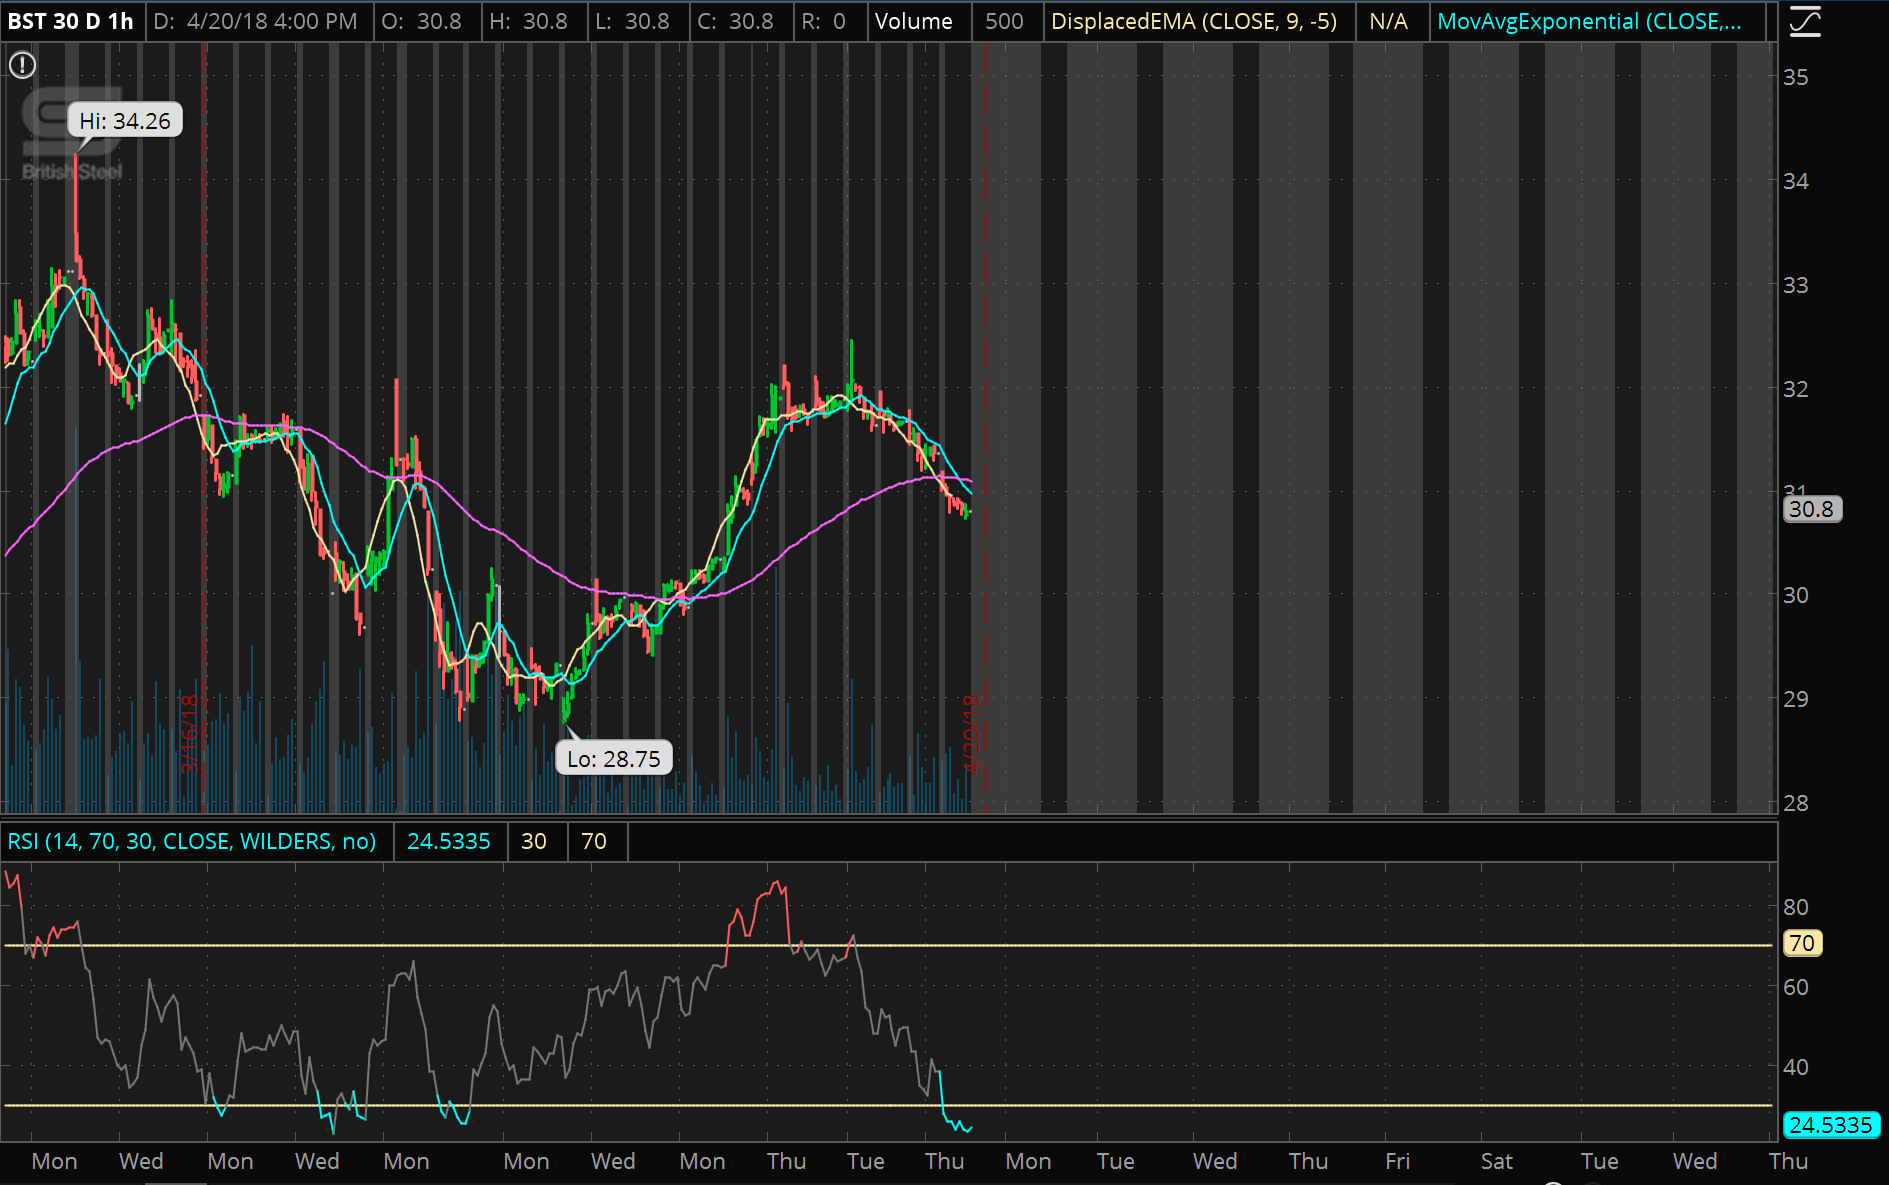 BST 30 D 1h D: 4/20/18 4:00 PM O: 30.8 H: 30.8 L: 30.8 C: 30.8 R: 0 Volume 500 DisplacedEMA (CLOSE, 9, -5) N/A MovAvgExponential (CLOSE,...
35
Hi: 34.26
British Steel
34
33
32
31
30.8
30
29
3/16/18
4/20/18
Lo: 28.75
28
RSI (14, 70, 30, CLOSE, WILDERS, no) 24.5335 30 70
80
70
60
40
24.5335
Mon Wed Mon Wed Mon Mon Wed Mon Thu Tue Thu Mon Tue Wed Thu Fri Sat Tue Wed Thu